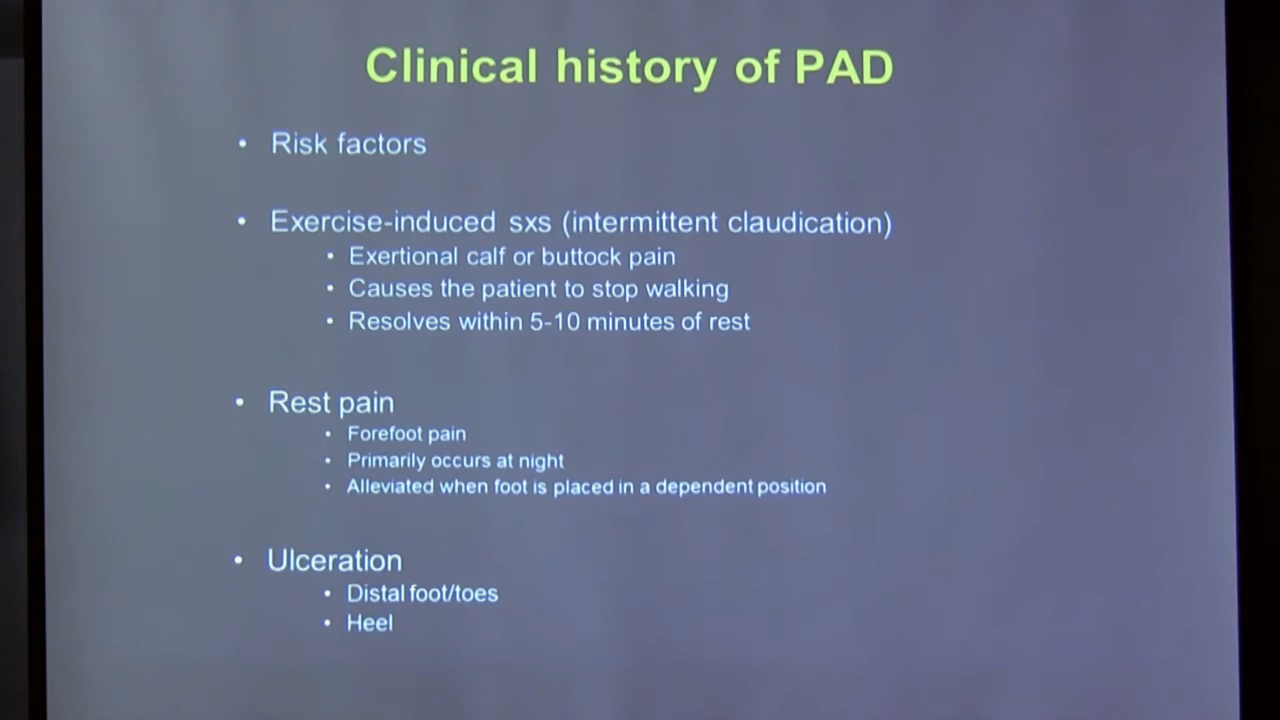 Clinical history of PAD
• Risk factors
• Exercise-induced sxs (intermittent claudication)
• Exertional calf or buttock pain
• Causes the patient to stop walking
• Resolves within 5-10 minutes of rest
• Rest pain
• Forefoot pain
• Primarily occurs at night
• Alleviated when foot is placed in a dependent position
• Ulceration
• Distal foot/toes
• Heel